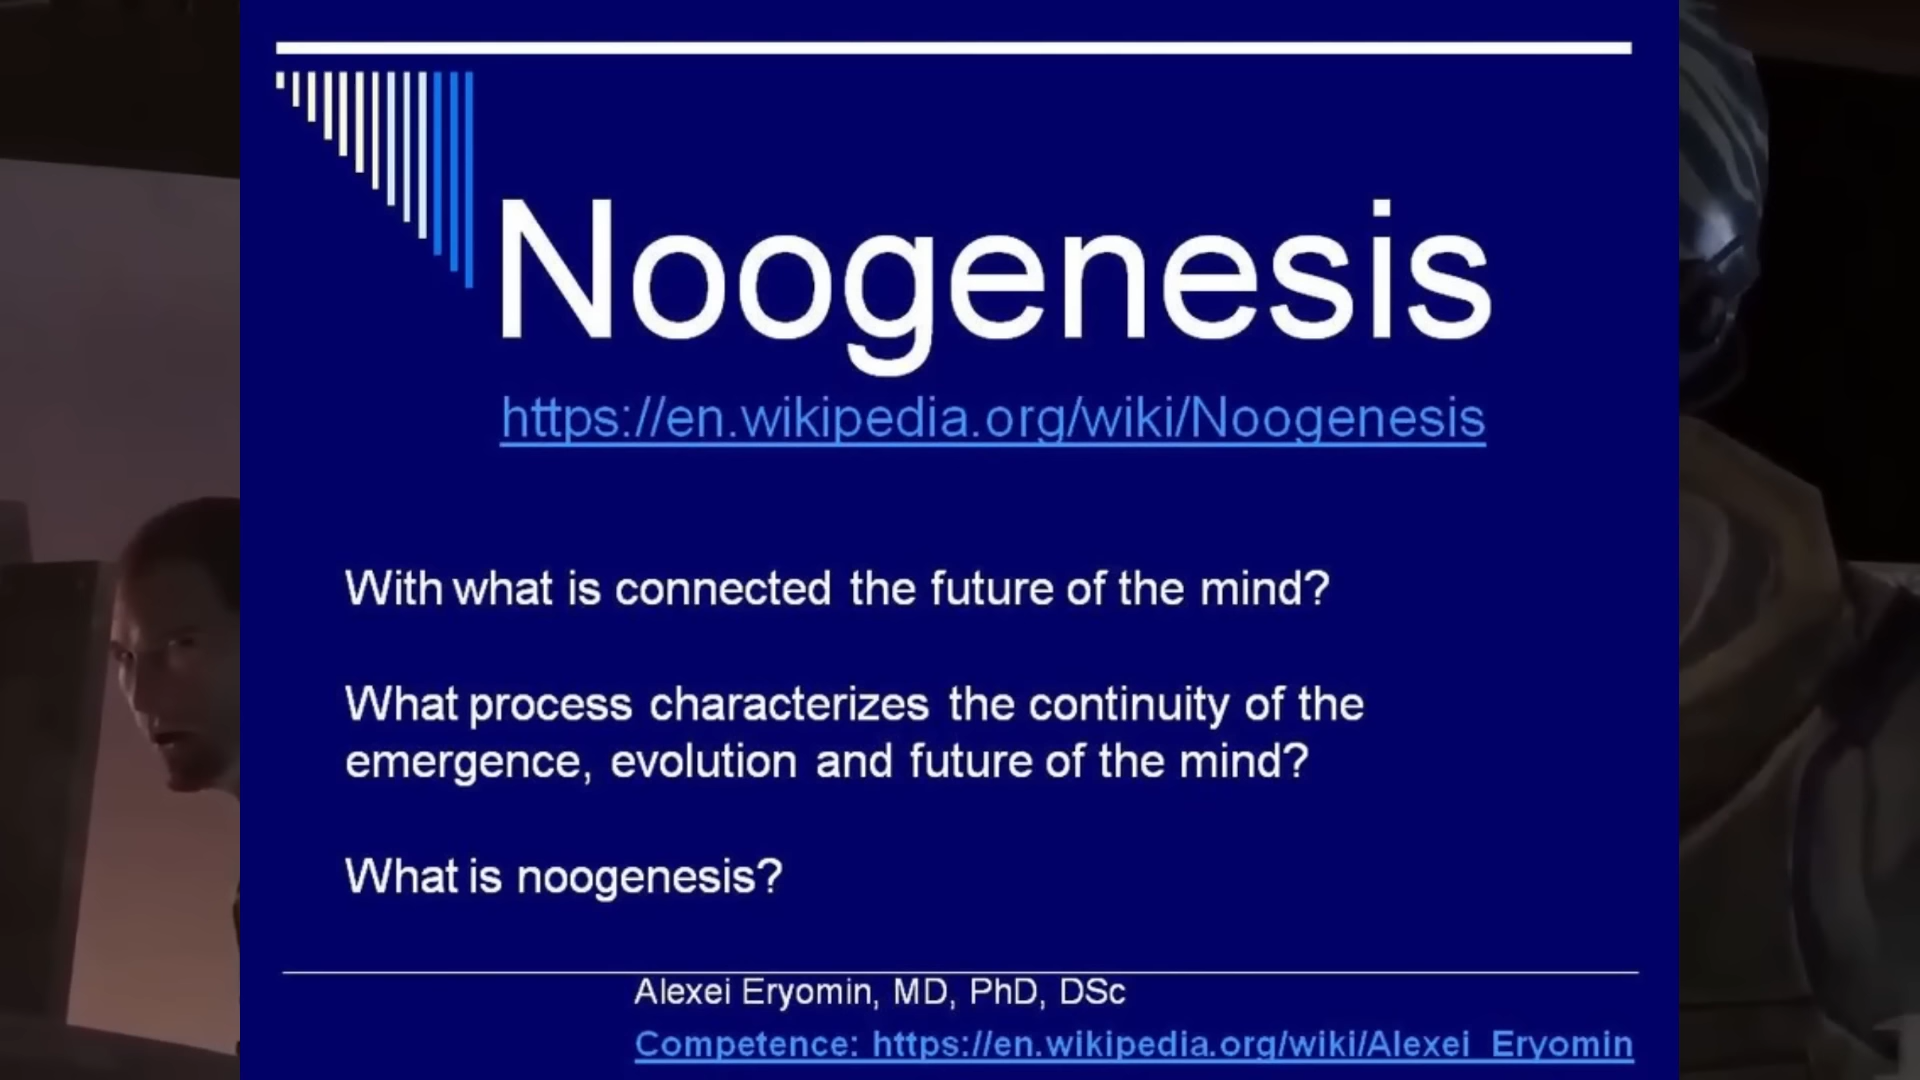 Noogenesis
https://en.wikipedia.org/wiki/Noogenesis
With what is connected the future of the mind?
What process characterizes the continuity of the
emergence, evolution and future of the mind?
What is noogenesis?
Alexei Eryomin, MD, PhD, DSc
Competence: https://en.wikipedia.org/wiki/Alexei_Eryomin